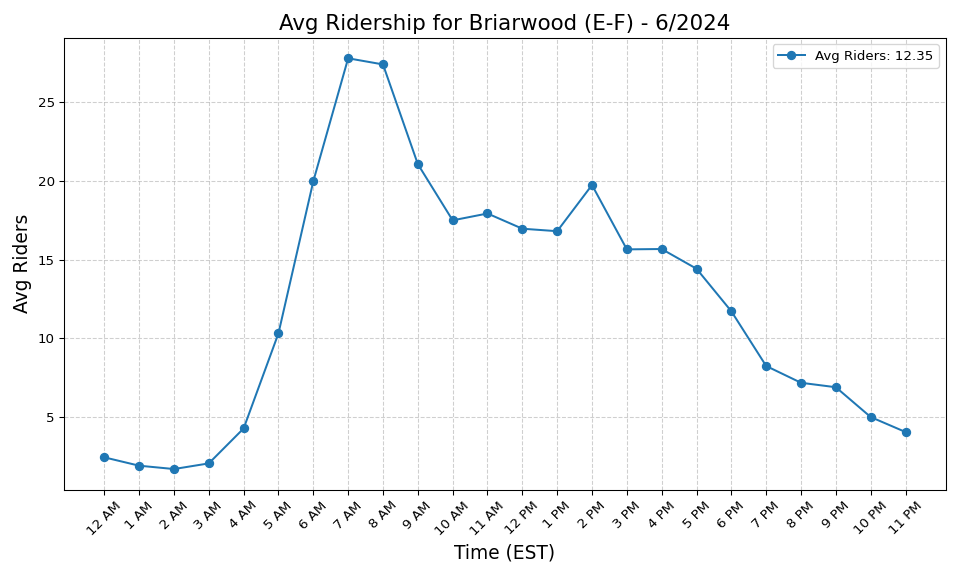 Avg Ridership for Briarwood (E-F) - 6/2024
Avg Riders: 12.35
Avg Riders
25
20
15
10
5
12 AM
1 AM
2 AM
3 AM
4 AM
5 AM
6 AM
7 AM
8 AM
9 AM
10 AM
11 AM
12 PM
1 PM
2 PM
3 PM
4 PM
5 PM
6 PM
7 PM
8 PM
9 PM
10 PM
11 PM
Time (EST)